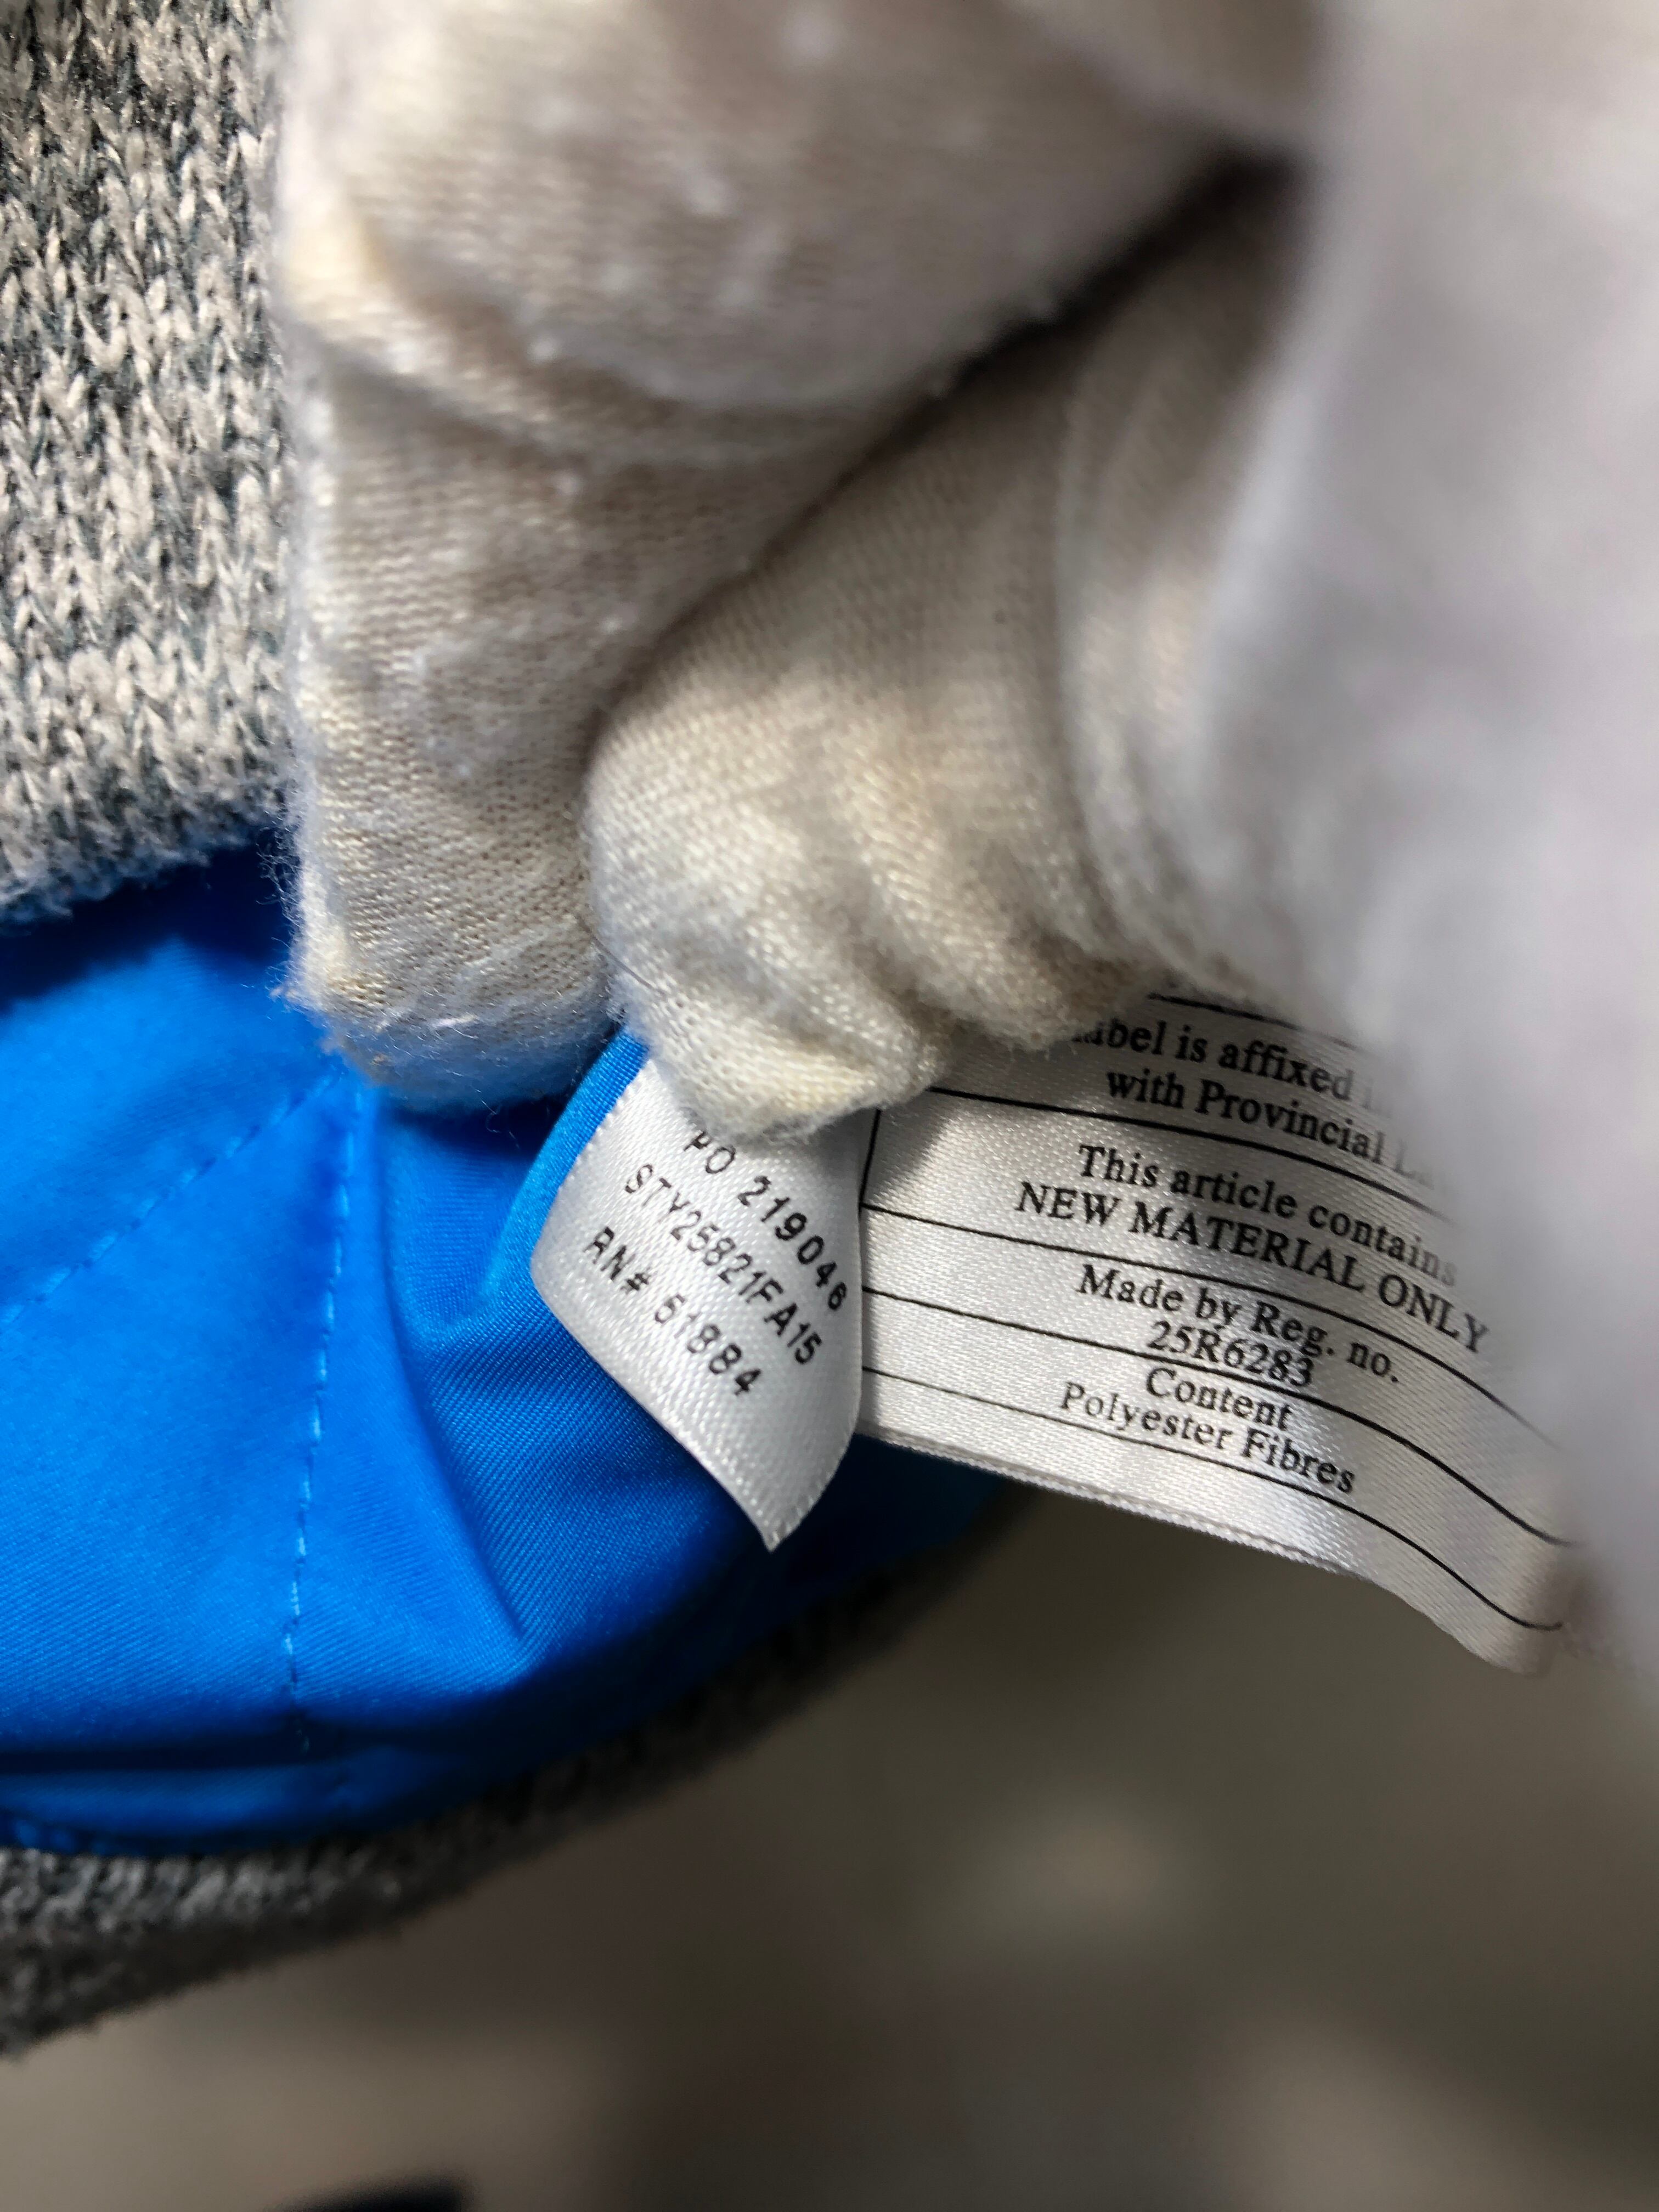 PO 219046
STY25821FA15
RN# 51884
label is affixed
with Provincial
This article contains
NEW MATERIAL ONLY
Made by Reg. no.
25R6283
Content
Polyester Fibres